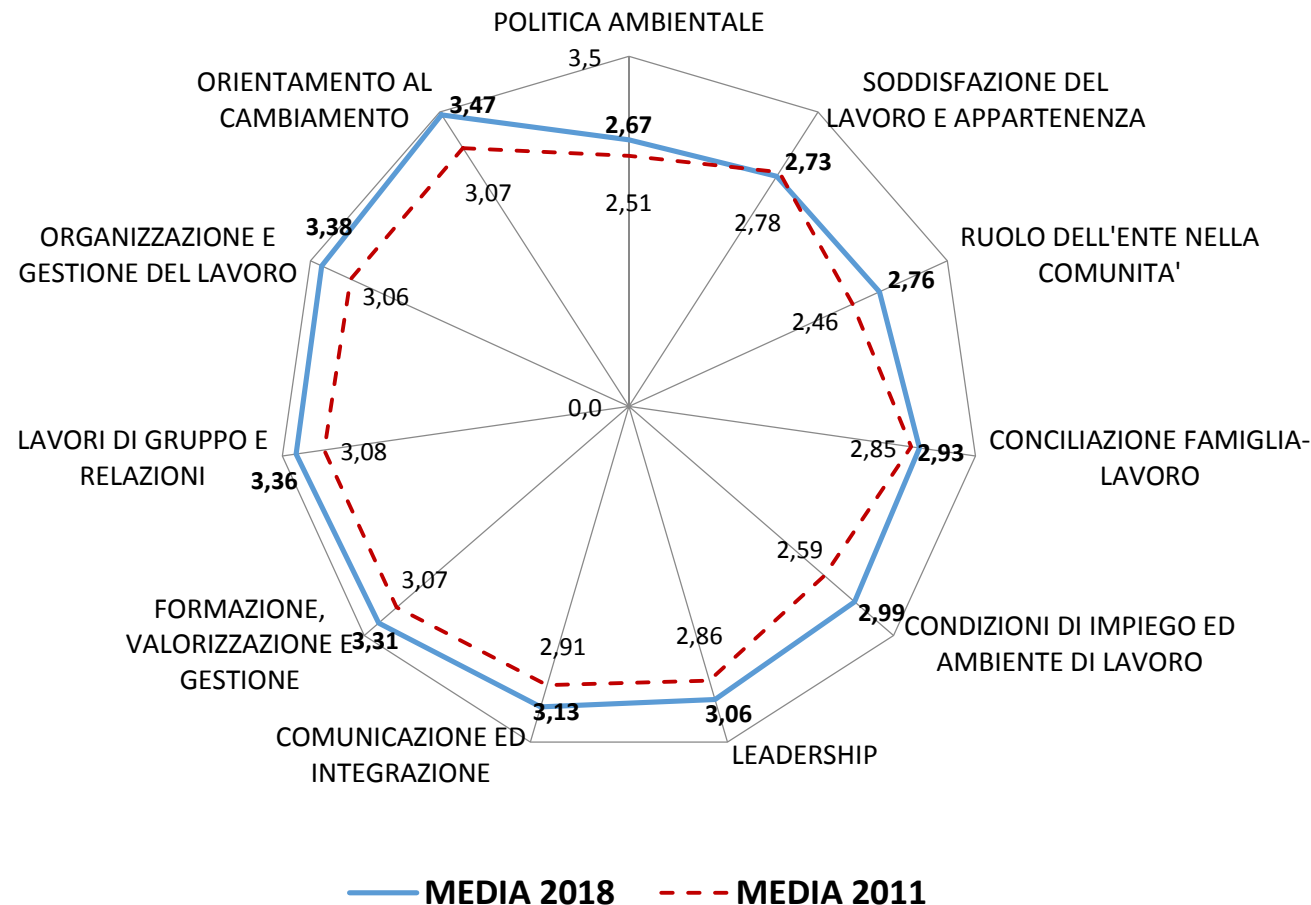 POLITICA AMBIENTALE
3,5
ORIENTAMENTO AL
CAMBIAMENTO
SODDISFAZIONE DEL
LAVORO E APPARTENENZA
3,47
2,67
2,73
3,07
2,51
2,78
ORGANIZZAZIONE E
GESTIONE DEL LAVORO
3,38
3,06
RUOLO DELL'ENTE NELLA
COMUNITA'
2,76
2,46
0,0
LAVORI DI GRUPPO E
RELAZIONI
3,08
3,36
2,85
2,93
CONCILIAZIONE FAMIGLIA-
LAVORO
2,59
2,99
CONDIZIONI DI IMPIEGO ED
AMBIENTE DI LAVORO
FORMAZIONE,
VALORIZZAZIONE E
GESTIONE
3,07
3,31
2,91
2,86
3,13
3,06
COMUNICAZIONE ED
INTEGRAZIONE
LEADERSHIP
MEDIA 2018
MEDIA 2011